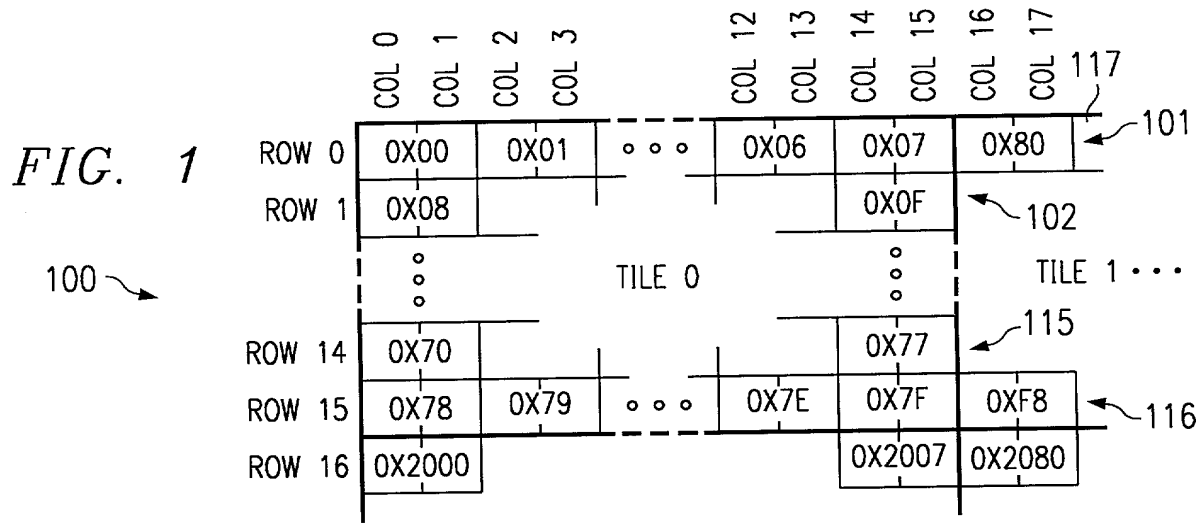 COL 0 COL 1 COL 2 COL 3 COL 12 COL 13 COL 14 COL 15 COL 16 COL 17
117
FIG. 1 ROW 0 0X00 0X01 0X06 0X07 0X80 101
ROW 1 0X08 0X0F 102
100 TILE 0 TILE 1
ROW 14 0X70 0X77 115
ROW 15 0X78 0X79 0X7E 0X7F 0XF8 116
ROW 16 0X2000 0X2007 0X2080